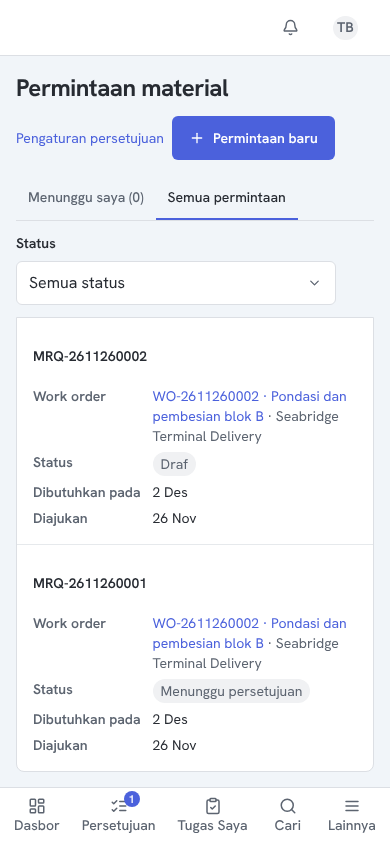 TB
Permintaan material
Pengaturan persetujuan
Permintaan baru
Menunggu saya (0)
Semua permintaan
Status
Semua status
MRQ-2611260002
Work order
WO-2611260002 · Pondasi dan
pembesian blok B · Seabridge
Terminal Delivery
Status
Draf
Dibutuhkan pada
2 Des
Diajukan
26 Nov
MRQ-2611260001
Work order
WO-2611260002 · Pondasi dan
pembesian blok B · Seabridge
Terminal Delivery
Status
Menunggu persetujuan
Dibutuhkan pada
2 Des
Diajukan
26 Nov
1
Dasbor
Persetujuan
Tugas Saya
Cari
Lainnya